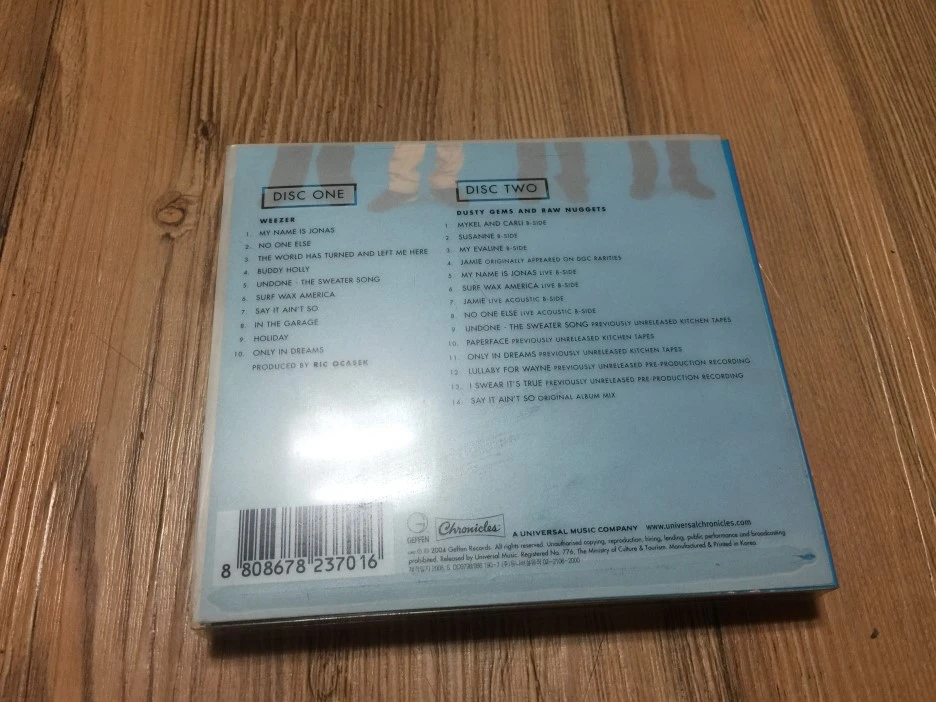 DISC ONE
WEEZER
1. MY NAME IS JONAS
2. NO ONE ELSE
3. THE WORLD HAS TURNED AND LEFT ME HERE
4. BUDDY HOLLY
5. UNDONE - THE SWEATER SONG
6. SURF WAX AMERICA
7. SAY IT AIN'T SO
8. IN THE GARAGE
9. HOLIDAY
10. ONLY IN DREAMS
PRODUCED BY RIC OCASEK
DISC TWO
DUSTY GEMS AND RAW NUGGETS
1. MYKEL AND CARLI B-SIDE
2. SUSANNE B-SIDE
3. MY EVALINE B-SIDE
4. JAMIE ORIGINALLY APPEARED ON DGC RARITIES
5. MY NAME IS JONAS LIVE B-SIDE
6. SURF WAX AMERICA LIVE B-SIDE
7. JAMIE LIVE ACOUSTIC B-SIDE
8. NO ONE ELSE LIVE ACOUSTIC B-SIDE
9. UNDONE - THE SWEATER SONG PREVIOUSLY UNRELEASED KITCHEN TAPES
10. PAPERFACE PREVIOUSLY UNRELEASED KITCHEN TAPES
11. ONLY IN DREAMS PREVIOUSLY UNRELEASED KITCHEN TAPES
12. LULLABY FOR WAYNE PREVIOUSLY UNRELEASED PRE-PRODUCTION RECORDING
13. I SWEAR IT'S TRUE PREVIOUSLY UNRELEASED PRE-PRODUCTION RECORDING
14. SAY IT AIN'T SO ORIGINAL ALBUM MIX
8 808678 237016
G
GEFFEN
Chronicles
A UNIVERSAL MUSIC COMPANY www.universalchronicles.com
℗ © 2004 Geffen Records. All rights reserved. Unauthorised copying, reproduction, hiring, lending, public performance and broadcasting
prohibited. Released by Universal Music. Registered No. 776, The Ministry of Culture & Tourism. Manufactured & Printed in Korea